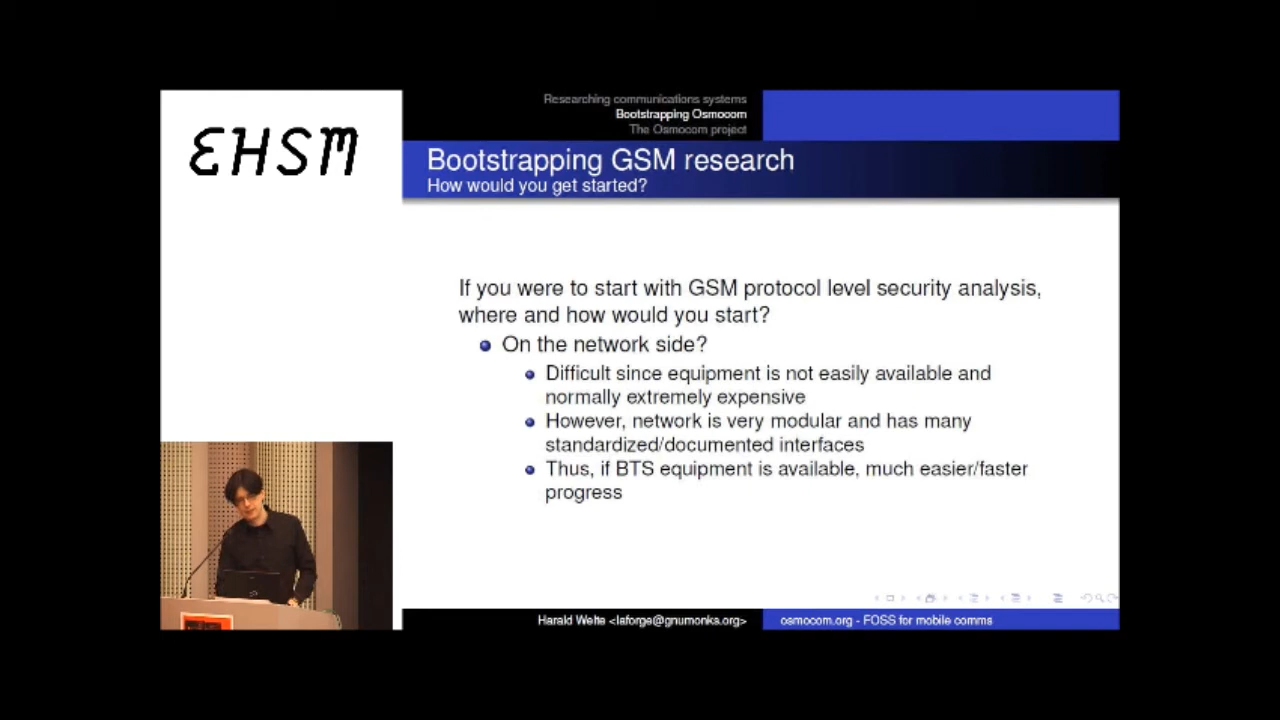 EHSM
Researching communications systems
Bootstrapping Osmocom
The Osmocom project
Bootstrapping GSM research
How would you get started?
If you were to start with GSM protocol level security analysis,
where and how would you start?
On the network side?
Difficult since equipment is not easily available and
normally extremely expensive
However, network is very modular and has many
standardized/documented interfaces
Thus, if BTS equipment is available, much easier/faster
progress
Harald Welte <laforge@gnumonks.org>
osmocom.org - FOSS for mobile comms